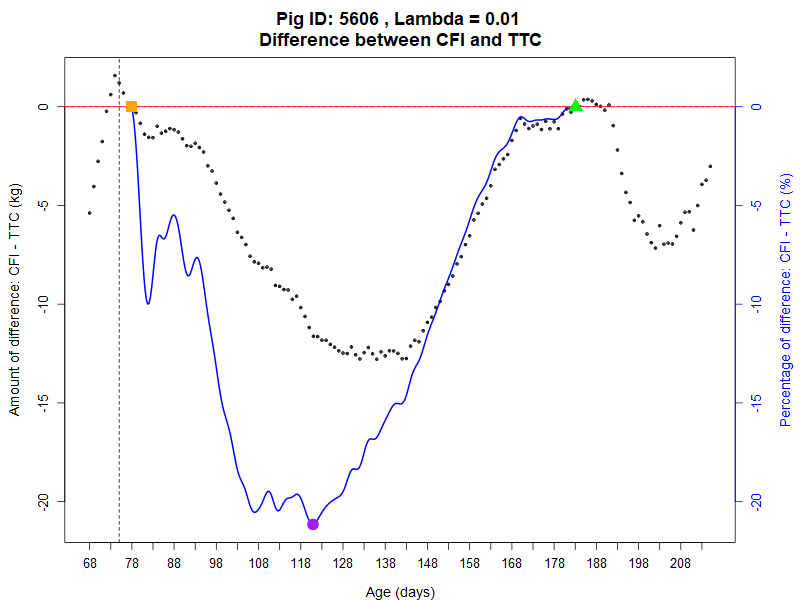 Pig ID: 5606 , Lambda = 0.01
Difference between CFI and TTC
Amount of difference: CFI - TTC (kg)
0
-5
-10
-15
-20
0
-5
-10
-15
-20
Percentage of difference: CFI - TTC (%)
68 78 88 98 108 118 128 138 148 158 168 178 188 198 208
Age (days)